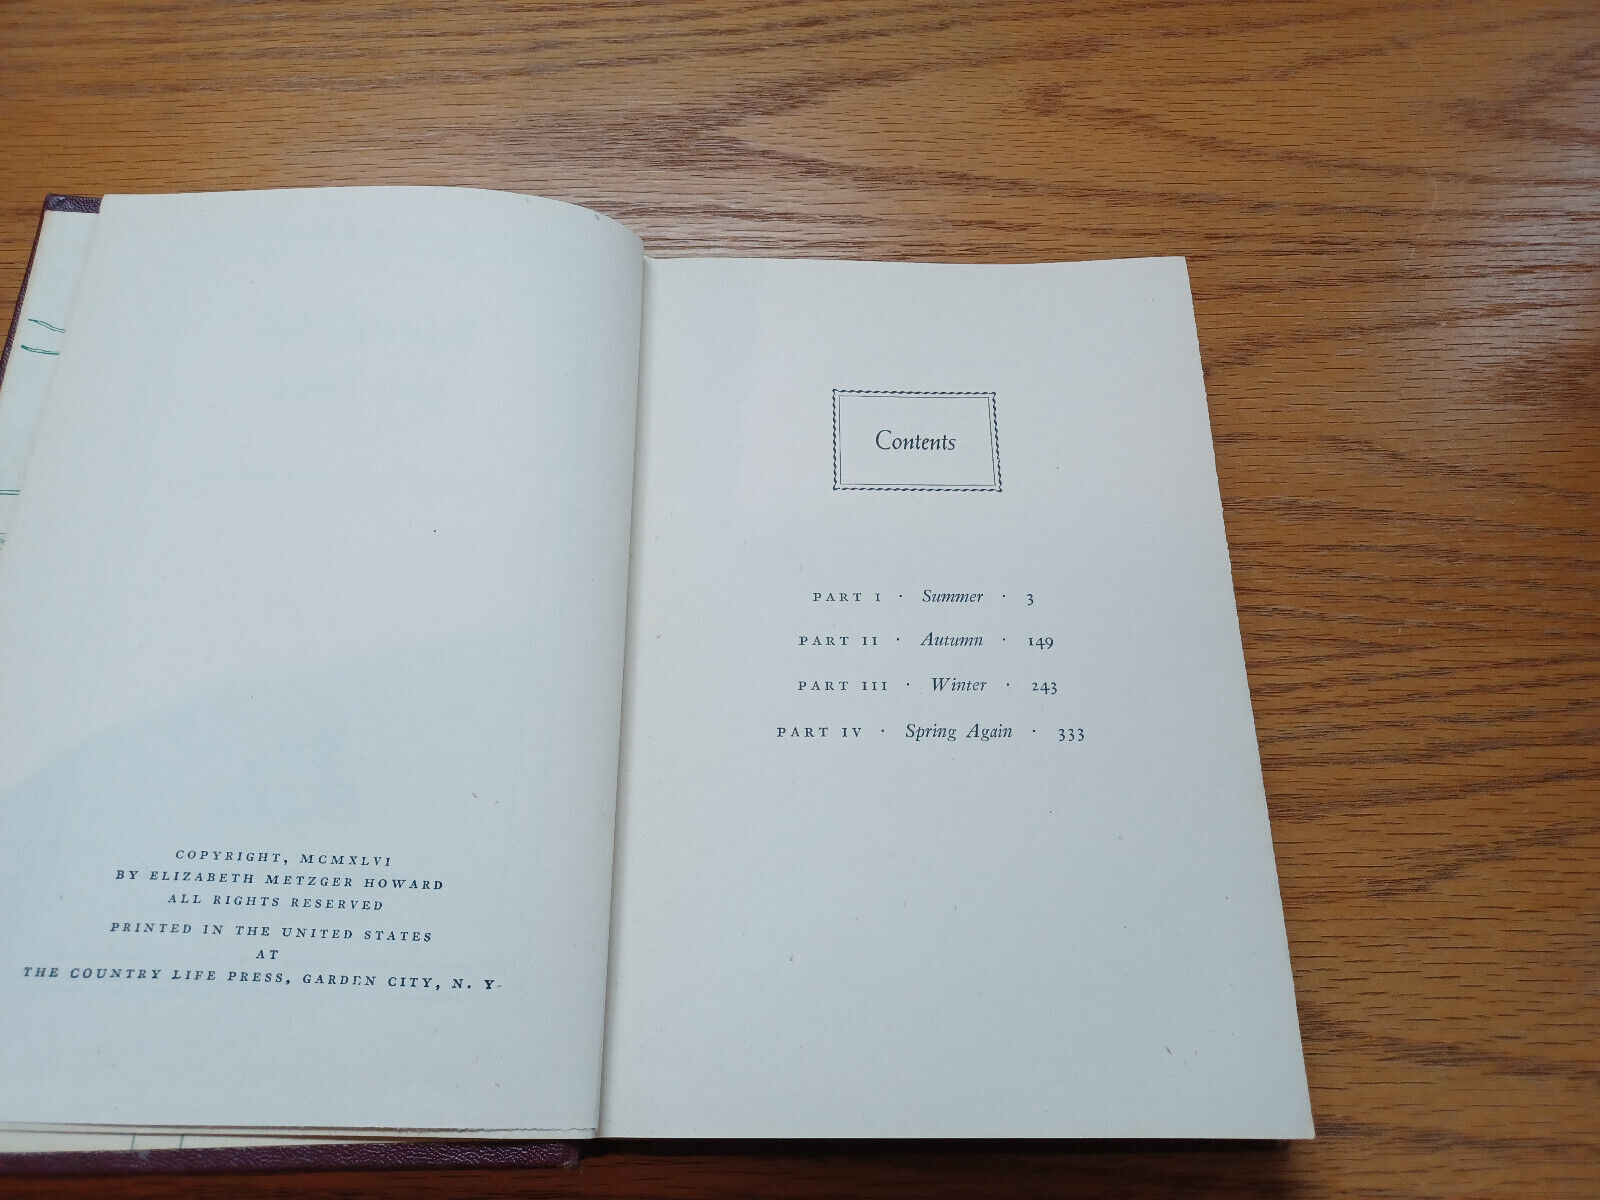 COPYRIGHT, MCMXLVI
BY ELIZABETH METZGER HOWARD
ALL RIGHTS RESERVED
PRINTED IN THE UNITED STATES
AT
THE COUNTRY LIFE PRESS, GARDEN CITY, N. Y.
Contents
PART I · Summer · 3
PART II · Autumn · 149
PART III · Winter · 243
PART IV · Spring Again · 333